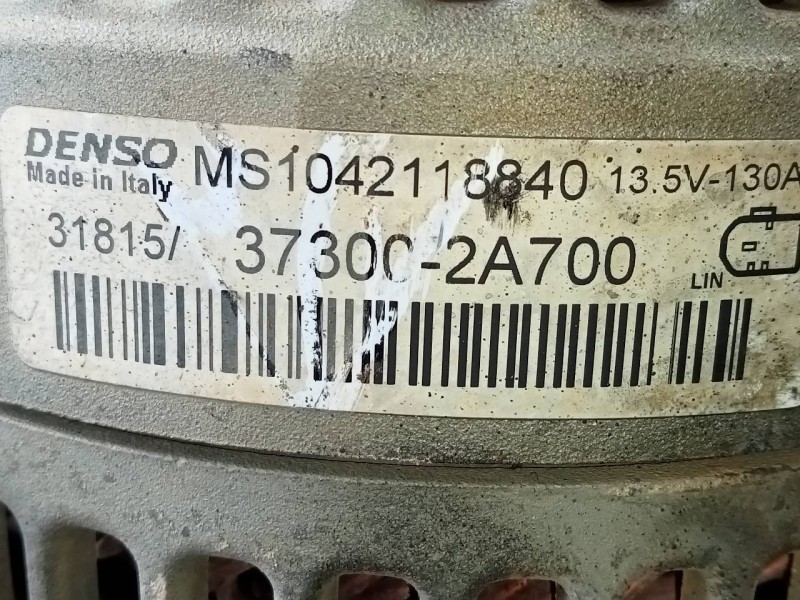 DENSO MS1042118840 13.5V-130A
Made in Italy
31815/ 37300-2A700
LIN